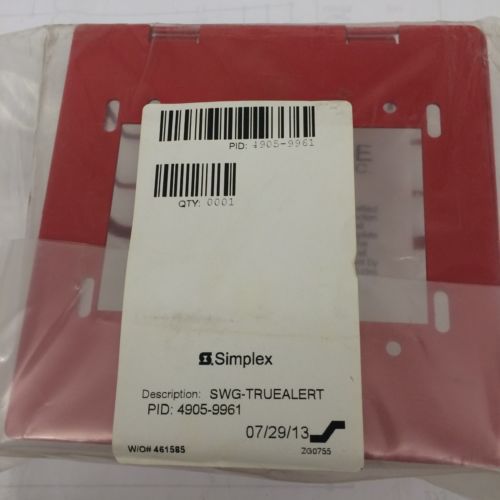 PID: 4905-9961
QTY: 0001
Simplex
Description: SWG-TRUEALERT
PID: 4905-9961
07/29/13
W/O# 461585
ZG0755